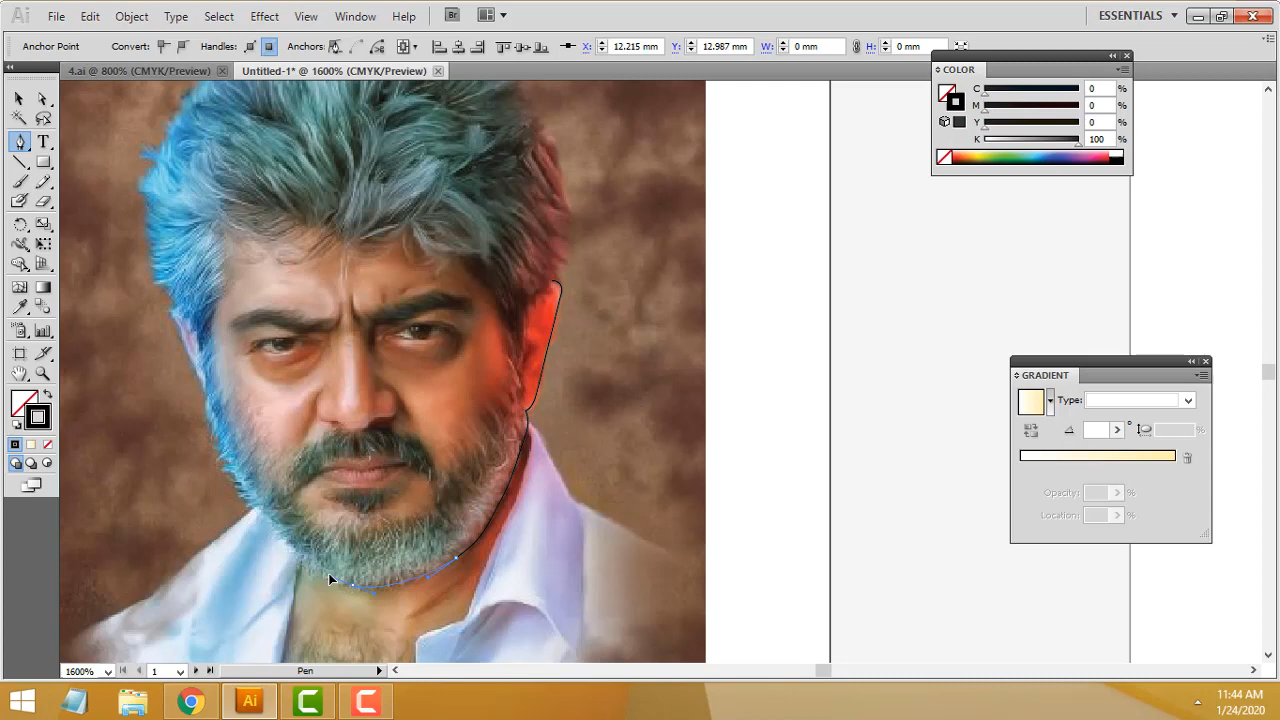 Ai File Edit Object Type Select Effect View Window Help Br ESSENTIALS
Anchor Point Convert: Handles: Anchors: X: 12.215 mm Y: 12.987 mm W: 0 mm H: 0 mm
4.ai @ 800% (CMYK/Preview) Untitled-1* @ 1600% (CMYK/Preview)
COLOR
C 0 %
M 0 %
Y 0 %
K 100 %
GRADIENT
Type:
°
%
Opacity: %
Location: %
1600% 1 Pen
Ai C C
11:44 AM
1/24/2020